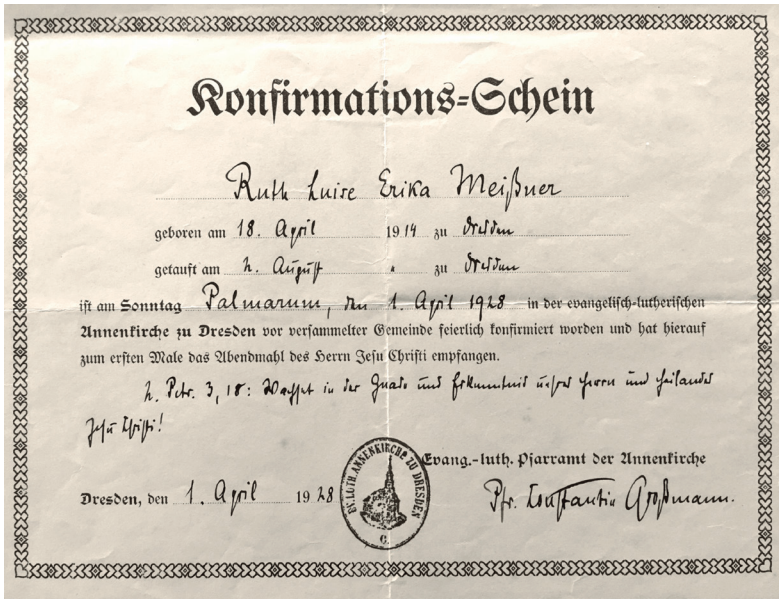 Konfirmations-Schein
Ruth Luise Erika Meißner
geboren am 18. April 1914 zu Dresden
getauft am 2. August " zu Dresden
ist am Sonntag Palmarum, den 1. April 1928 in der evangelisch-lutherischen
Annenkirche zu Dresden vor versammelter Gemeinde feierlich konfirmiert worden und hat hierauf
zum ersten Male das Abendmahl des Herrn Jesu Christi empfangen.
2. Petr. 3, 18: Wachset in der Gnade und Erkenntnis unsres Herrn und Heilandes
Jesu Christi!
Evang.-luth. Pfarramt der Annenkirche
Dresden, den 1. April 1928
EV. LUTH. ANNENKIRCHE ZU DRESDEN
C.
Pfr. Konstantin Großmann.